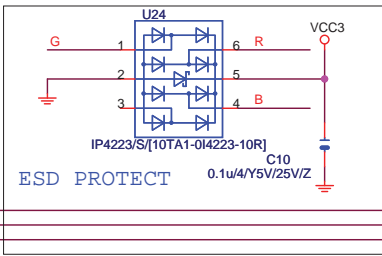 U24
VCC3
G 1 6 R
2 5
3 4 B
IP4223/S/[10TA1-0I4223-10R]
C10
0.1u/4/Y5V/25V/Z
ESD PROTECT